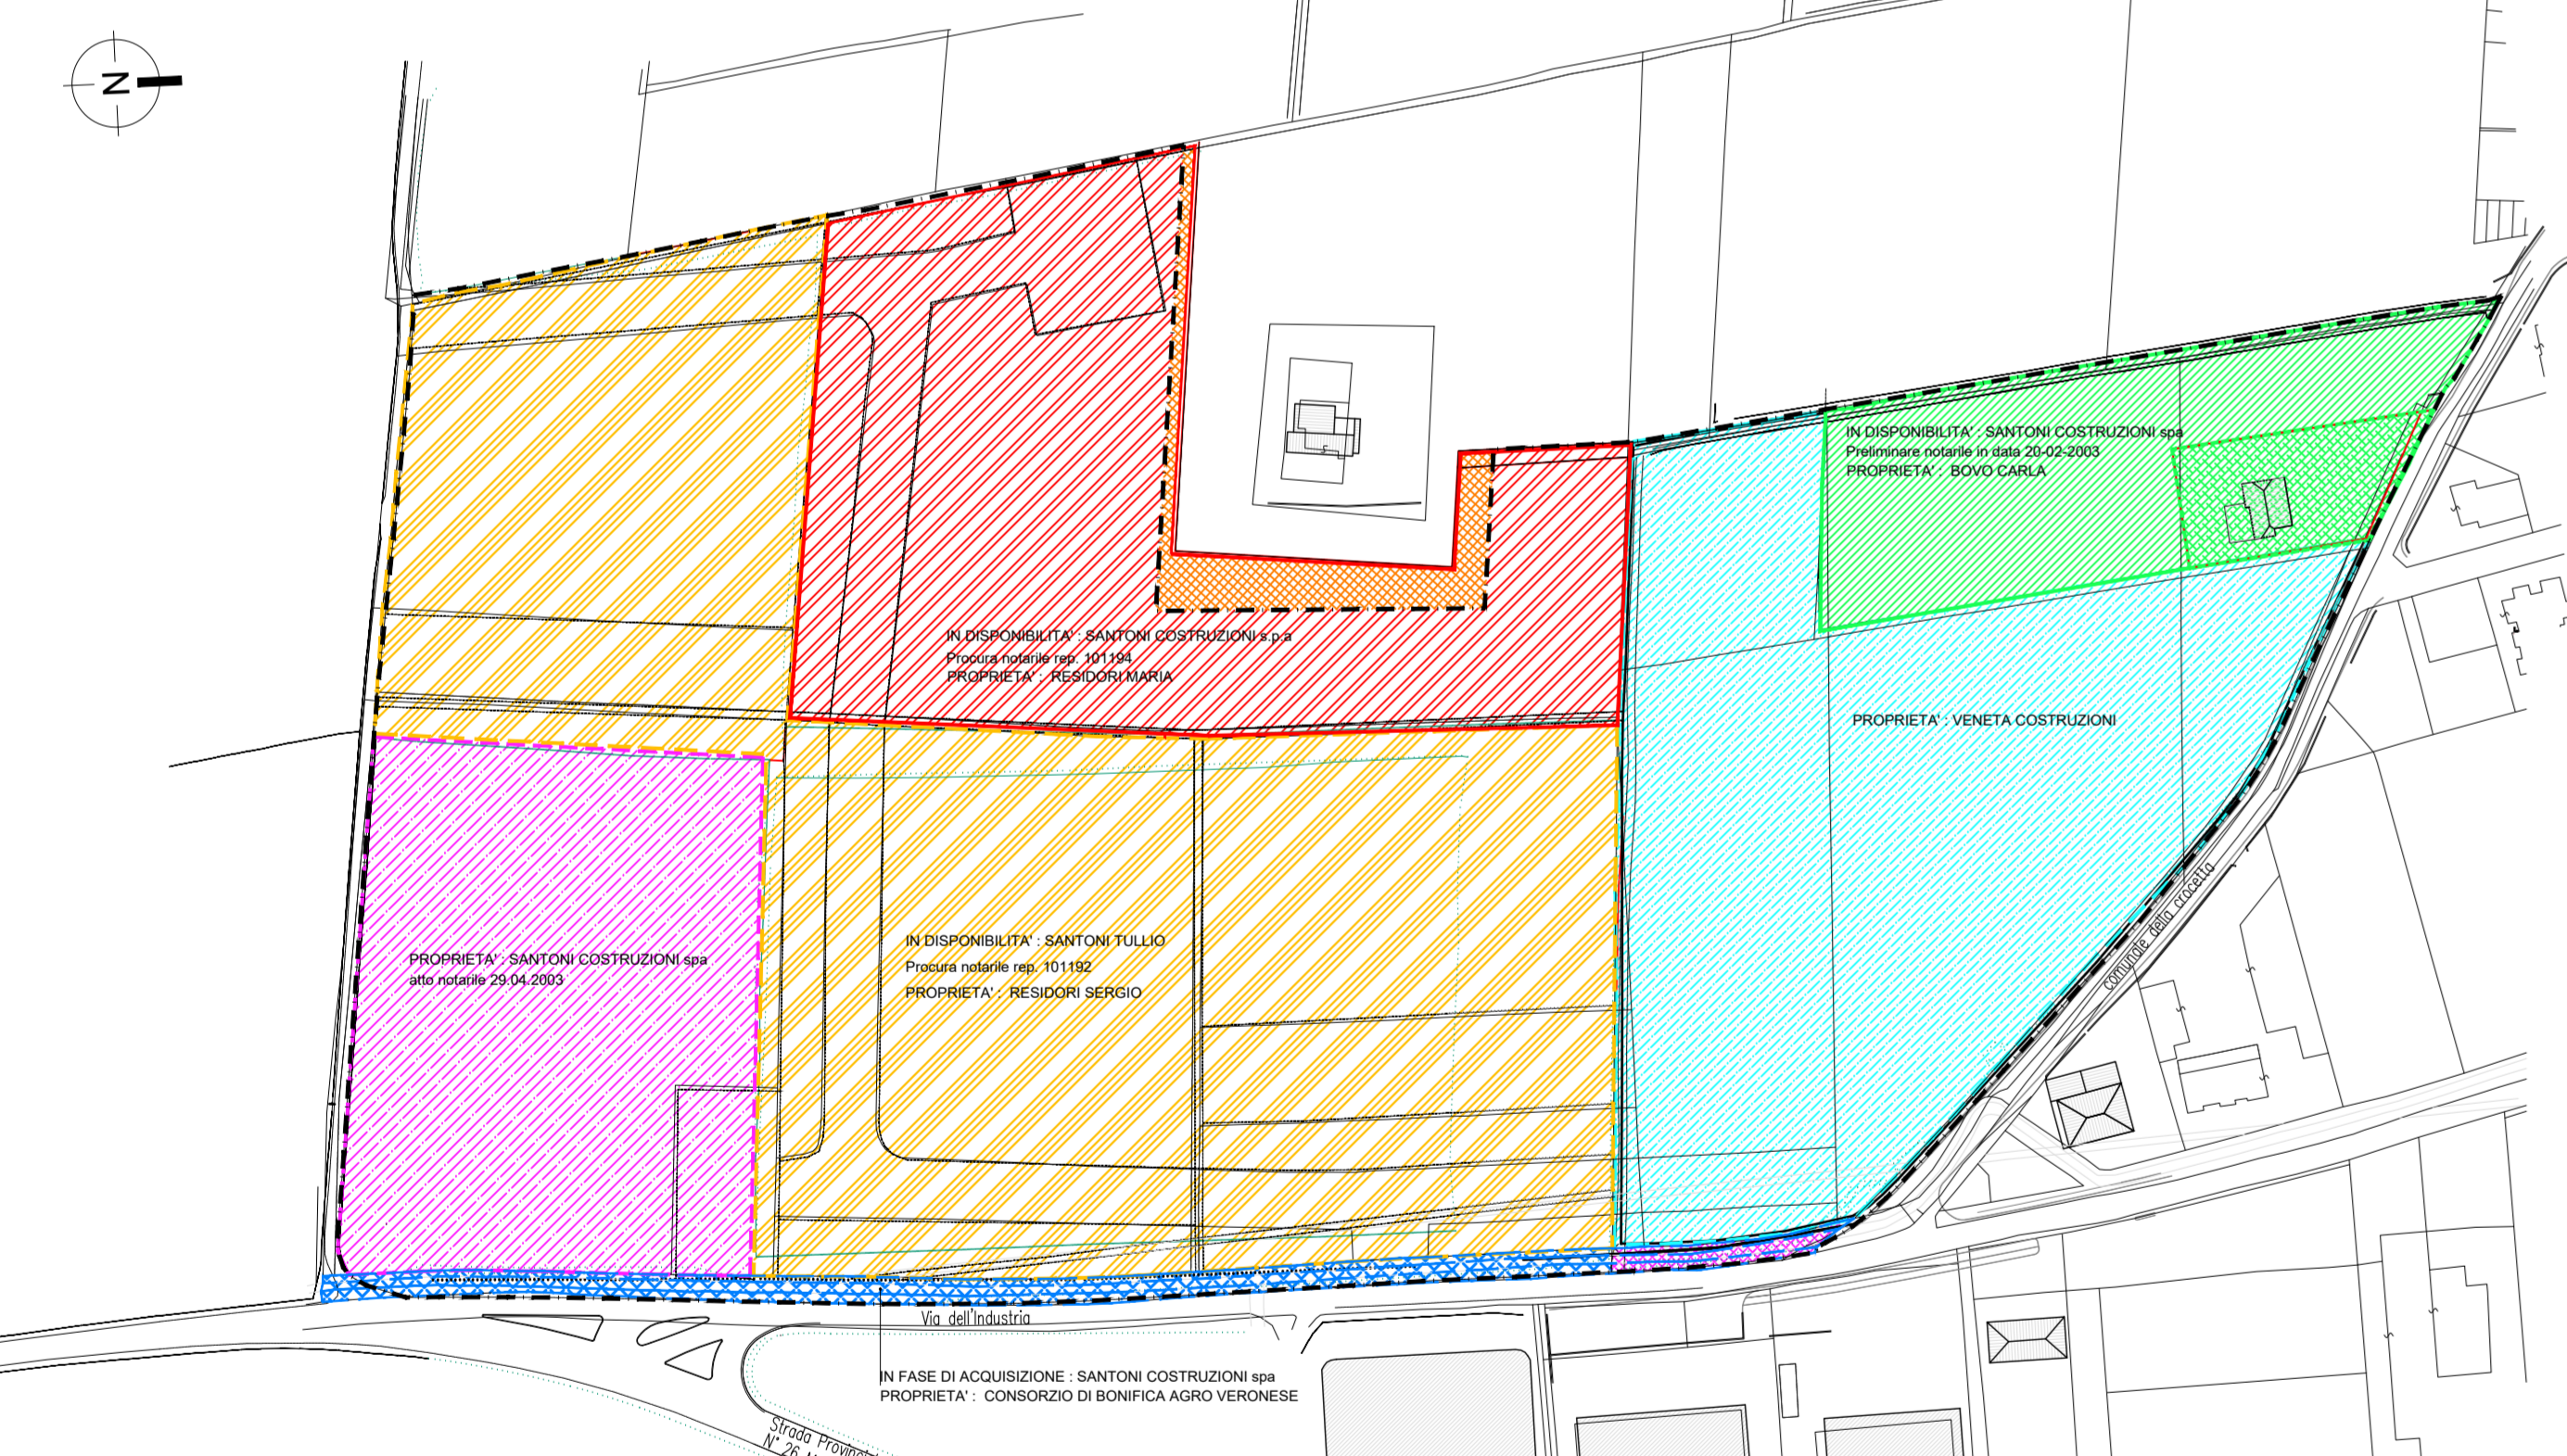 N
IN DISPONIBILITA' : SANTONI COSTRUZIONI spa
Preliminare notarile in data 20-02-2003
PROPRIETA' : BOVO CARLA
IN DISPONIBILITA' : SANTONI COSTRUZIONI s.p.a
Procura notarile rep. 101194
PROPRIETA' : RESIDORI MARIA
PROPRIETA' : VENETA COSTRUZIONI
PROPRIETA' : SANTONI COSTRUZIONI spa
atto notarile 29.04.2003
IN DISPONIBILITA' : SANTONI TULLIO
Procura notarile rep. 101192
PROPRIETA' : RESIDORI SERGIO
comunale della crocetta
Via dell'Industria
IN FASE DI ACQUISIZIONE : SANTONI COSTRUZIONI spa
PROPRIETA' : CONSORZIO DI BONIFICA AGRO VERONESE
Strada
N° 26